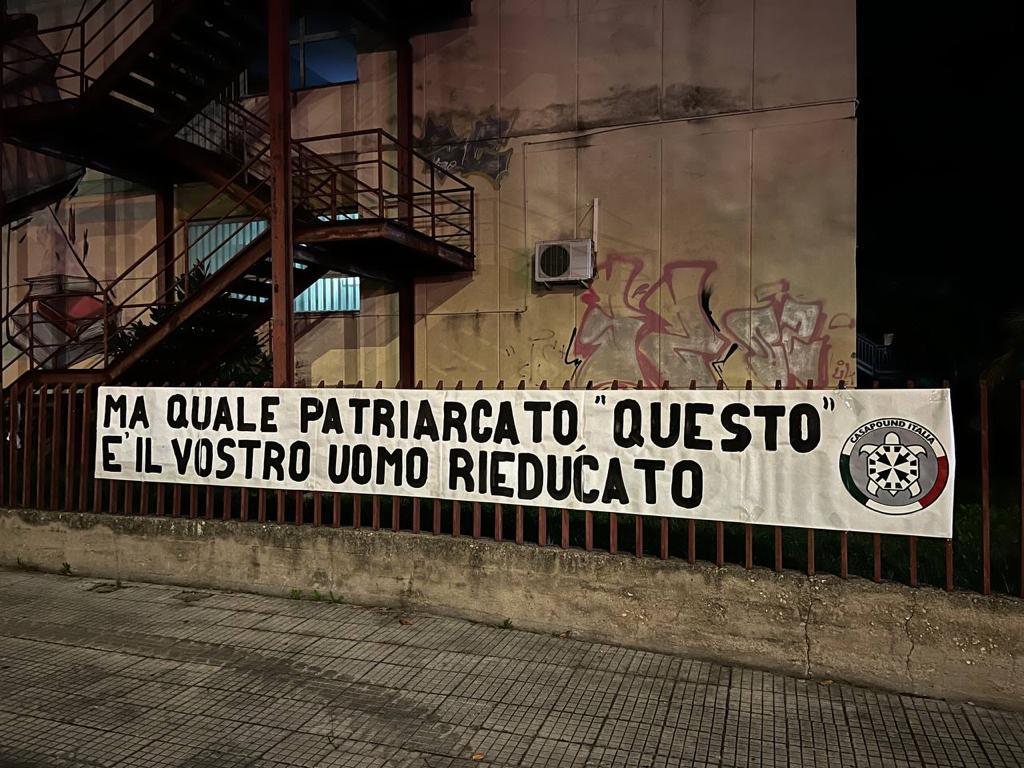 MA QUALE PATRIARCATO, "QUESTO"
E' IL VOSTRO UOMO RIEDUCATO
CASAPOUND ITALIA